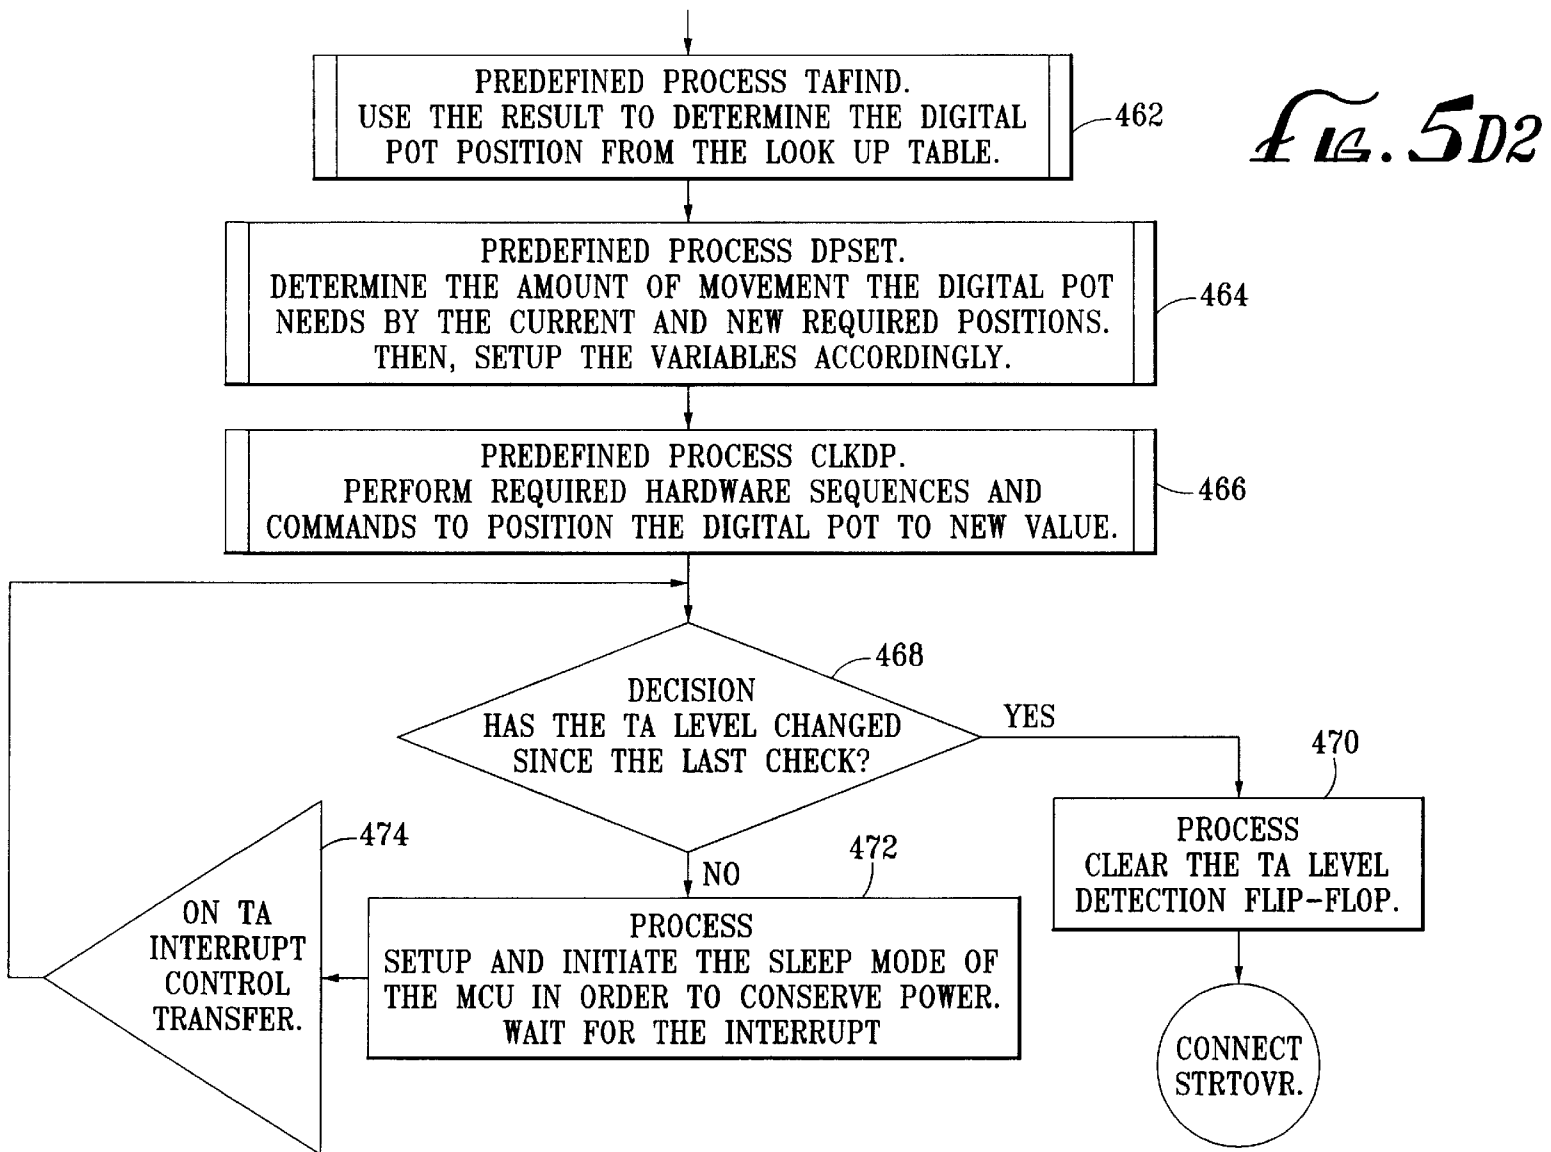 PREDEFINED PROCESS TAFIND.
USE THE RESULT TO DETERMINE THE DIGITAL
POT POSITION FROM THE LOOK UP TABLE.
462
FIG. 5D2
PREDEFINED PROCESS DPSET.
DETERMINE THE AMOUNT OF MOVEMENT THE DIGITAL POT
NEEDS BY THE CURRENT AND NEW REQUIRED POSITIONS.
THEN, SETUP THE VARIABLES ACCORDINGLY.
464
PREDEFINED PROCESS CLKDP.
PERFORM REQUIRED HARDWARE SEQUENCES AND
COMMANDS TO POSITION THE DIGITAL POT TO NEW VALUE.
466
DECISION
HAS THE TA LEVEL CHANGED
SINCE THE LAST CHECK?
468
YES
470
PROCESS
CLEAR THE TA LEVEL
DETECTION FLIP-FLOP.
NO
472
PROCESS
SETUP AND INITIATE THE SLEEP MODE OF
THE MCU IN ORDER TO CONSERVE POWER.
WAIT FOR THE INTERRUPT
474
ON TA
INTERRUPT
CONTROL
TRANSFER.
CONNECT
STRTOVR.